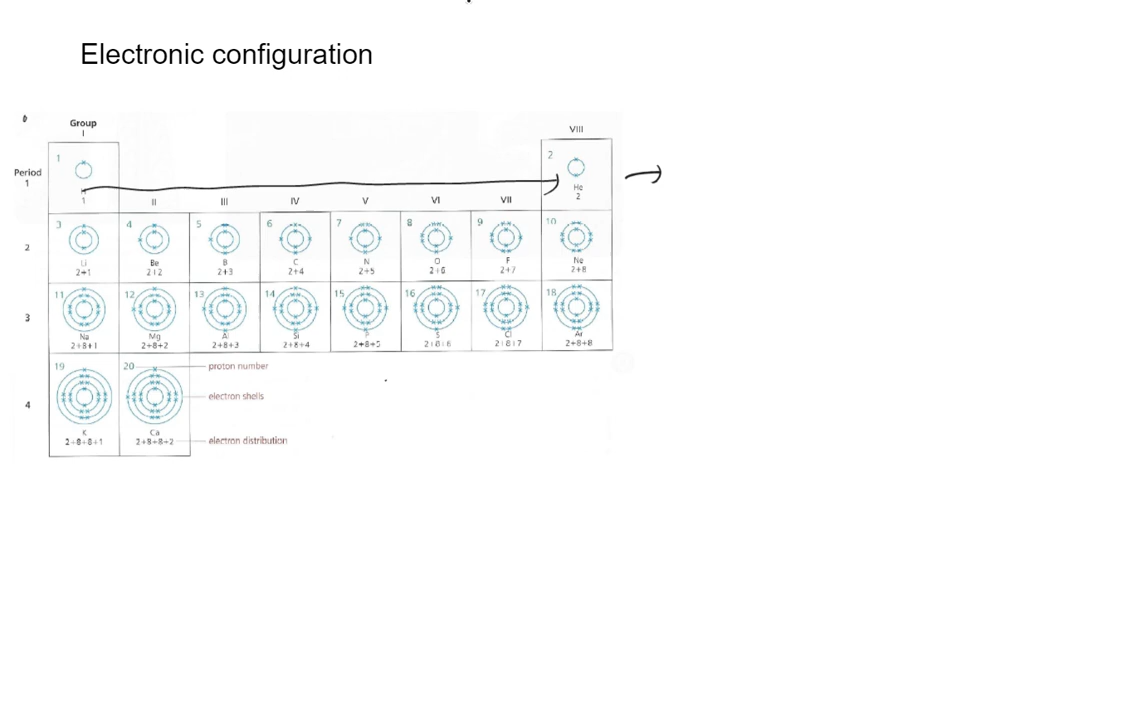 Electronic configuration
Group
I
VIII
Period
1
1
H
1
2
He
2
II
III
IV
V
VI
VII
2
3
Li
2+1
4
Be
2+2
5
B
2+3
6
C
2+4
7
N
2+5
8
O
2+6
9
F
2+7
10
Ne
2+8
3
11
Na
2+8+1
12
Mg
2+8+2
13
Al
2+8+3
14
Si
2+8+4
15
P
2+8+5
16
S
2+8+6
17
Cl
2+8+7
18
Ar
2+8+8
4
19
K
2+8+8+1
20
Ca
2+8+8+2
proton number
electron shells
electron distribution